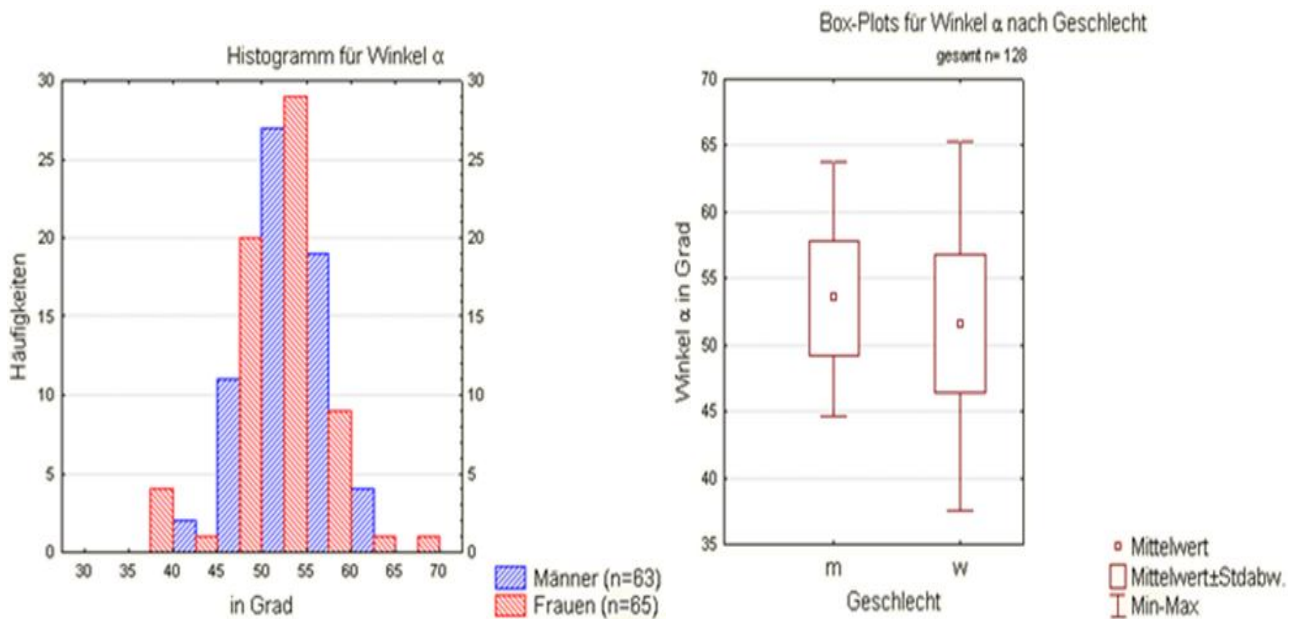 Histogramm für Winkel α
30
25
20
15
10
5
0
30
25
20
15
10
5
0
Häufigkeiten
30 35 40 45 50 55 60 65 70
in Grad
Männer (n=63)
Frauen (n=65)
Box-Plots für Winkel α nach Geschlecht
gesamt n= 128
70
65
60
55
50
45
40
35
Winkel α in Grad
m w
Geschlecht
Mittelwert
Mittelwert±Stdabw.
Min-Max